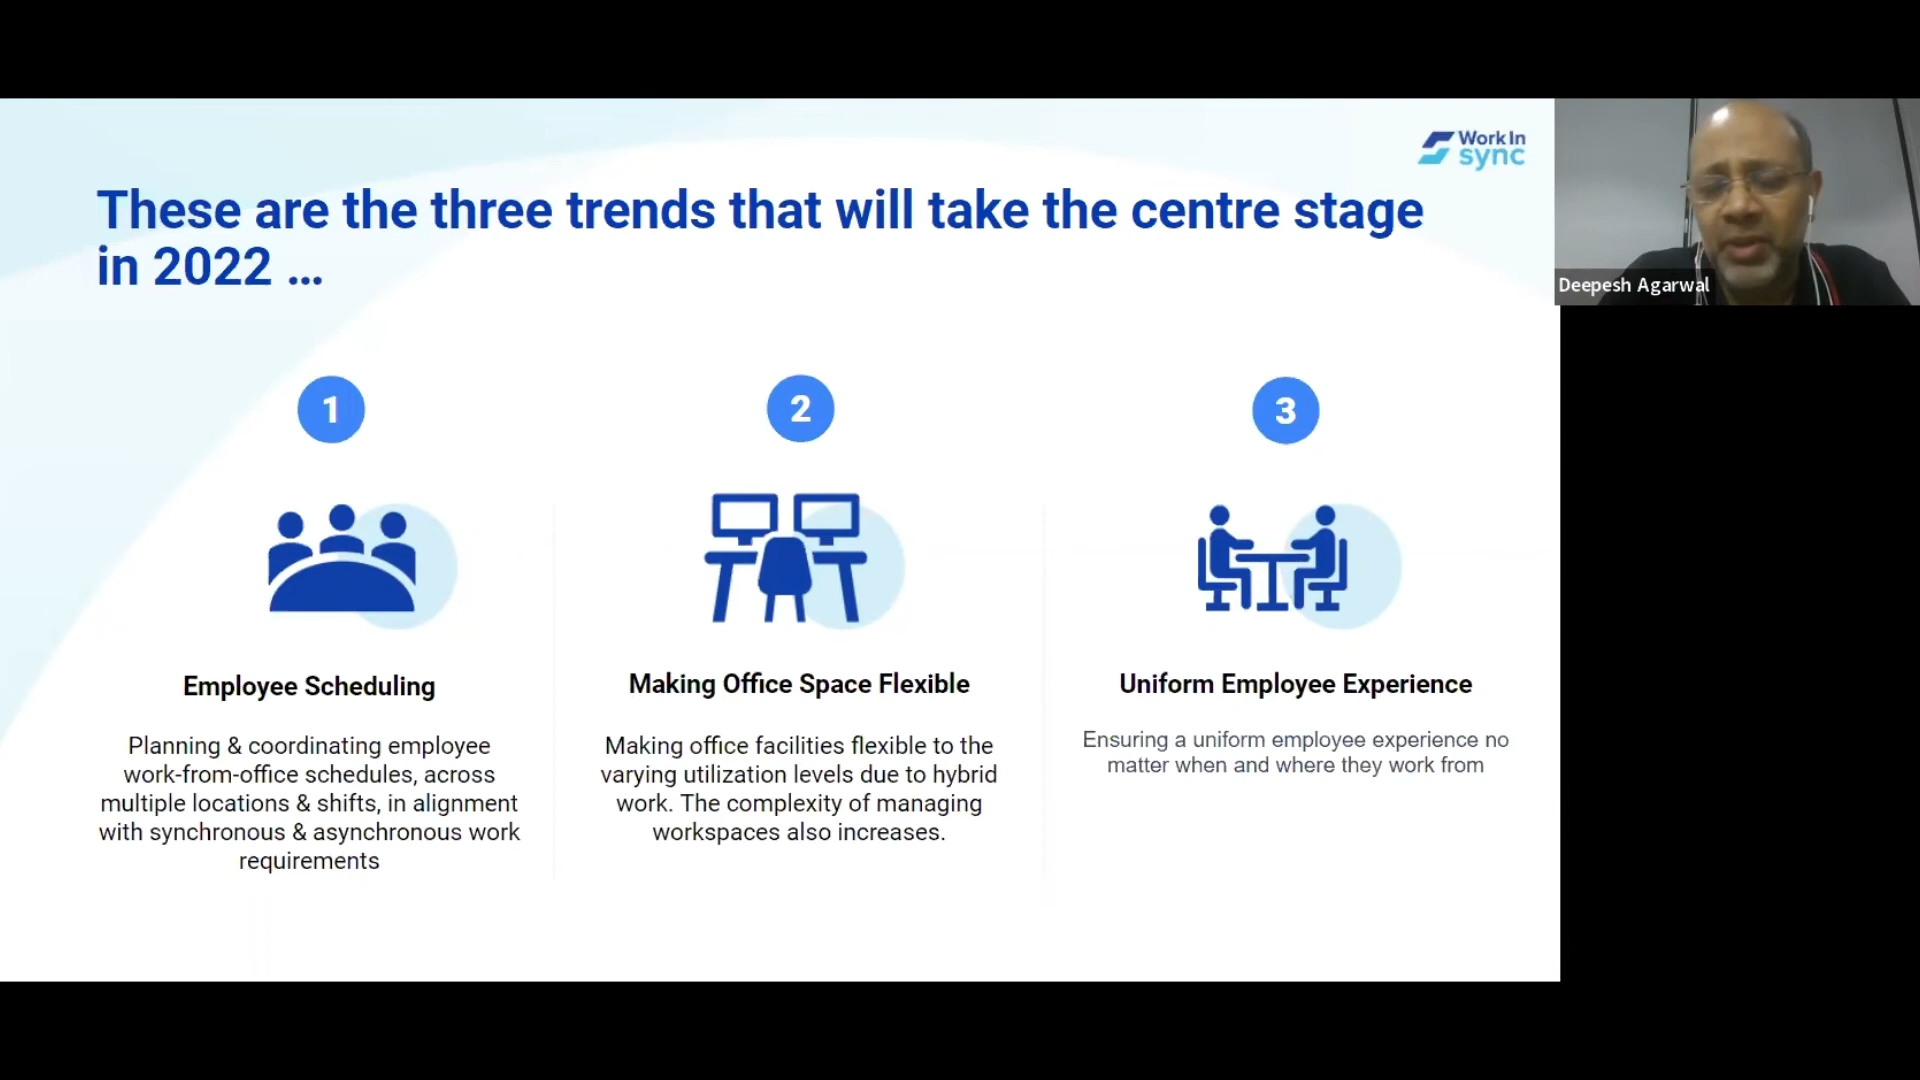 WorkIn
sync
These are the three trends that will take the centre stage
in 2022 ...
Deepesh Agarwal
1
Employee Scheduling
Planning & coordinating employee
work-from-office schedules, across
multiple locations & shifts, in alignment
with synchronous & asynchronous work
requirements
2
Making Office Space Flexible
Making office facilities flexible to the
varying utilization levels due to hybrid
work. The complexity of managing
workspaces also increases.
3
Uniform Employee Experience
Ensuring a uniform employee experience no
matter when and where they work from